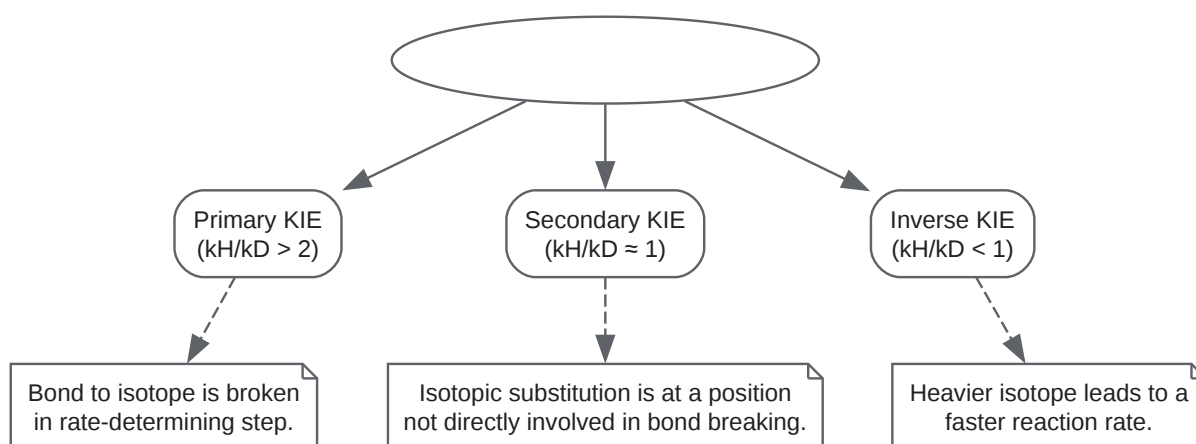 Primary KIE
(kH/kD > 2)
Secondary KIE
(kH/kD ≈ 1)
Inverse KIE
(kH/kD < 1)
Bond to isotope is broken
in rate-determining step.
Isotopic substitution is at a position
not directly involved in bond breaking.
Heavier isotope leads to a
faster reaction rate.